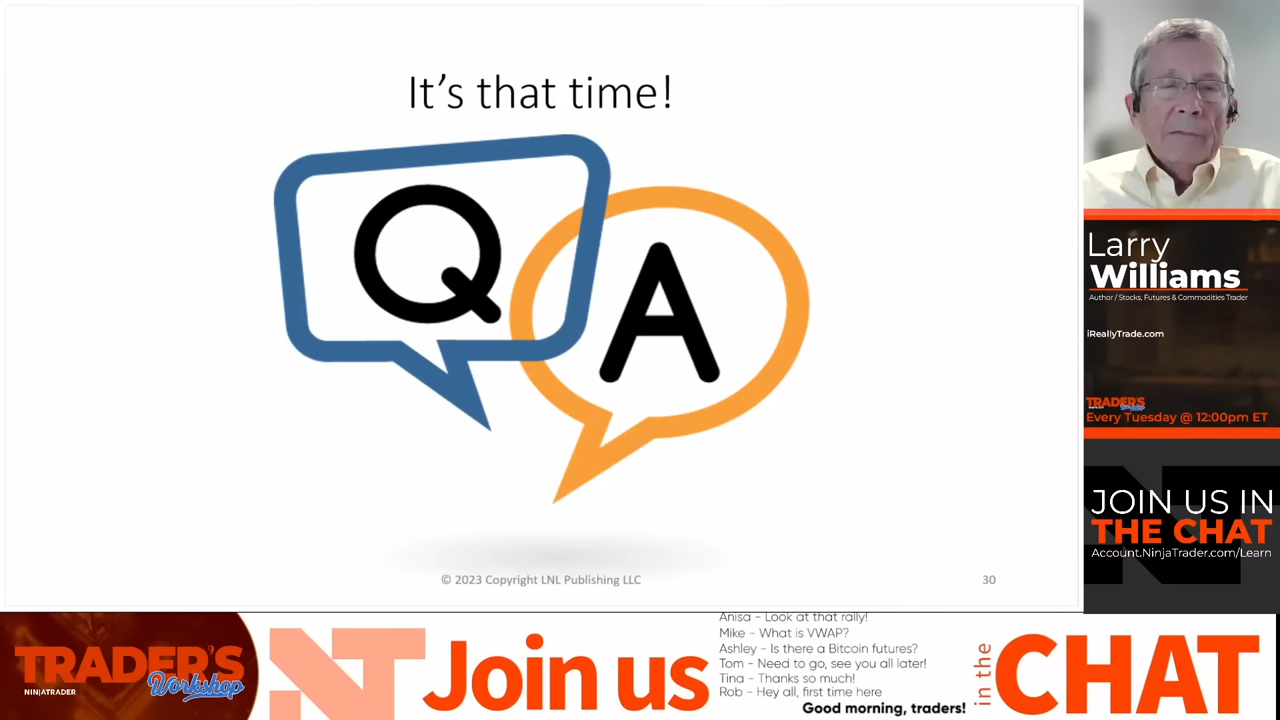 It's that time!
Q
A
© 2023 Copyright LNL Publishing LLC
30
Larry
Williams
Author / Stocks, Futures & Commodities Trader
iReallyTrade.com
TRADER'S
Workshop
Every Tuesday @ 12:00pm ET
JOIN US IN
THE CHAT
Account.NinjaTrader.com/Learn
TRADER'S
Workshop
NINJATRADER
NT
Join us
Anisa - Look at that rally!
Mike - What is VWAP?
Ashley - Is there a Bitcoin futures?
Tom - Need to go, see you all later!
Tina - Thanks so much!
Rob - Hey all, first time here
Good morning, traders!
in the
CHAT